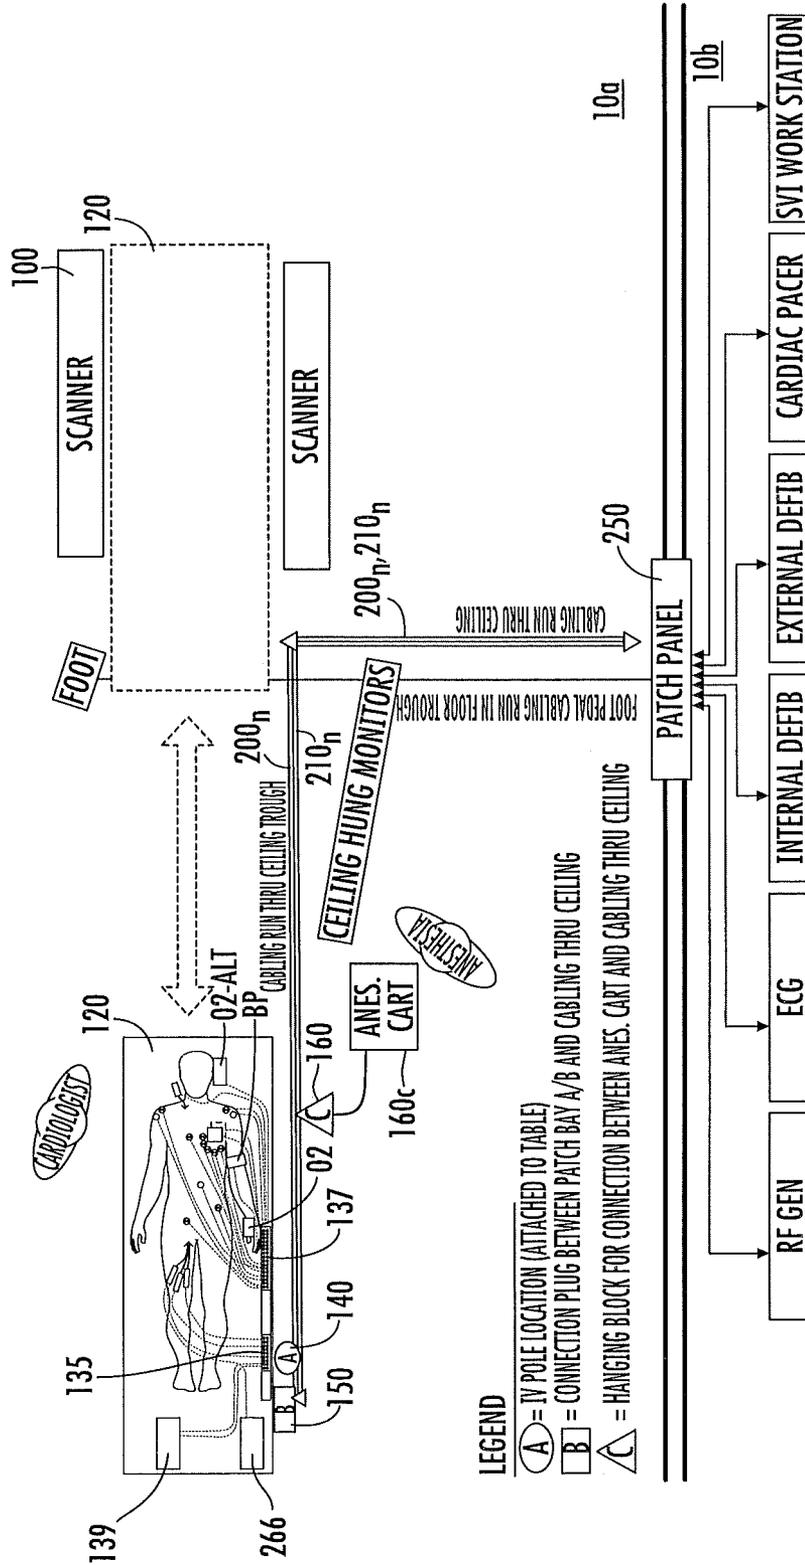 100
120
SCANNER
SCANNER
FOOT
200n, 210n
CABLING RUN THRU CEILING
FOOT PEDAL CABLING RUN IN FLOOR TROUGH
CARDIOLOGIST
120
02-ALT
BP
CABLING RUN THRU CEILING TROUGH
200n
210n
CEILING HUNG MONITORS
ANESTHESIA
ANES.
CART
160c
C
160
02
137
135
A
140
B
150
139
266
LEGEND
A = IV POLE LOCATION (ATTACHED TO TABLE)
B = CONNECTION PLUG BETWEEN PATCH BAY A/B AND CABLING THRU CEILING
C = HANGING BLOCK FOR CONNECTION BETWEEN ANES. CART AND CABLING THRU CEILING
250
PATCH PANEL
10a
10b
RF GEN
ECG
INTERNAL DEFIB
EXTERNAL DEFIB
CARDIAC PACER
SVI WORK STATION